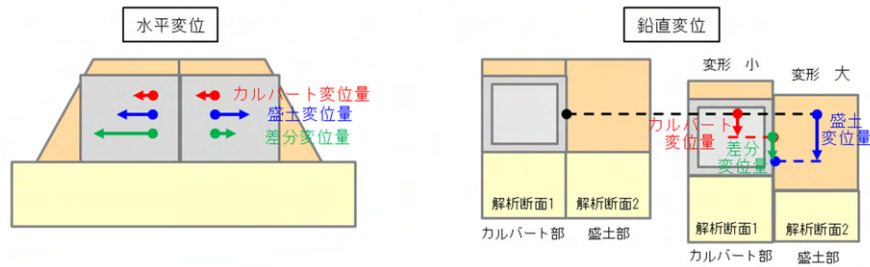 水平変位
カルバート変位量
盛土変位量
差分変位量
鉛直変位
変形 小
変形 大
カルバート
変位量
盛土
変位量
差分
変位量
解析断面1
解析断面2
カルバート部
盛土部
解析断面1
解析断面2
カルバート部
盛土部